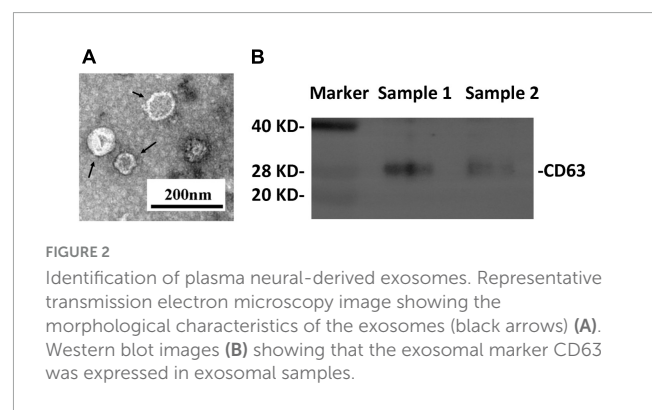 A
B
Marker Sample 1 Sample 2
40 KD-
28 KD-
-CD63
20 KD-
200nm
FIGURE 2
Identification of plasma neural-derived exosomes. Representative
transmission electron microscopy image showing the
morphological characteristics of the exosomes (black arrows) (A).
Western blot images (B) showing that the exosomal marker CD63
was expressed in exosomal samples.